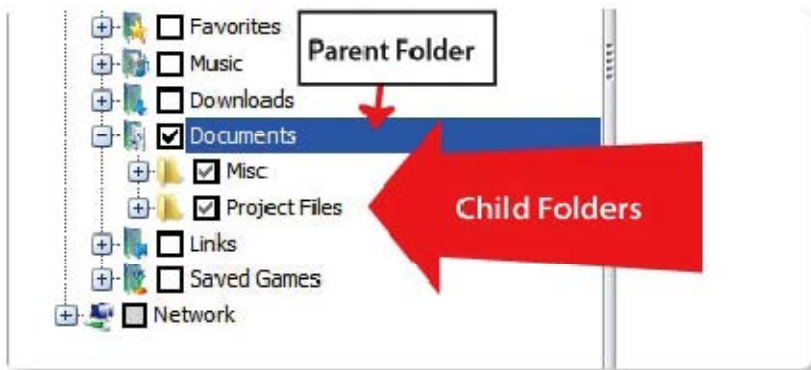 Favorites
Parent Folder
Music
Downloads
Documents
Misc
Project Files
Child Folders
Links
Saved Games
Network